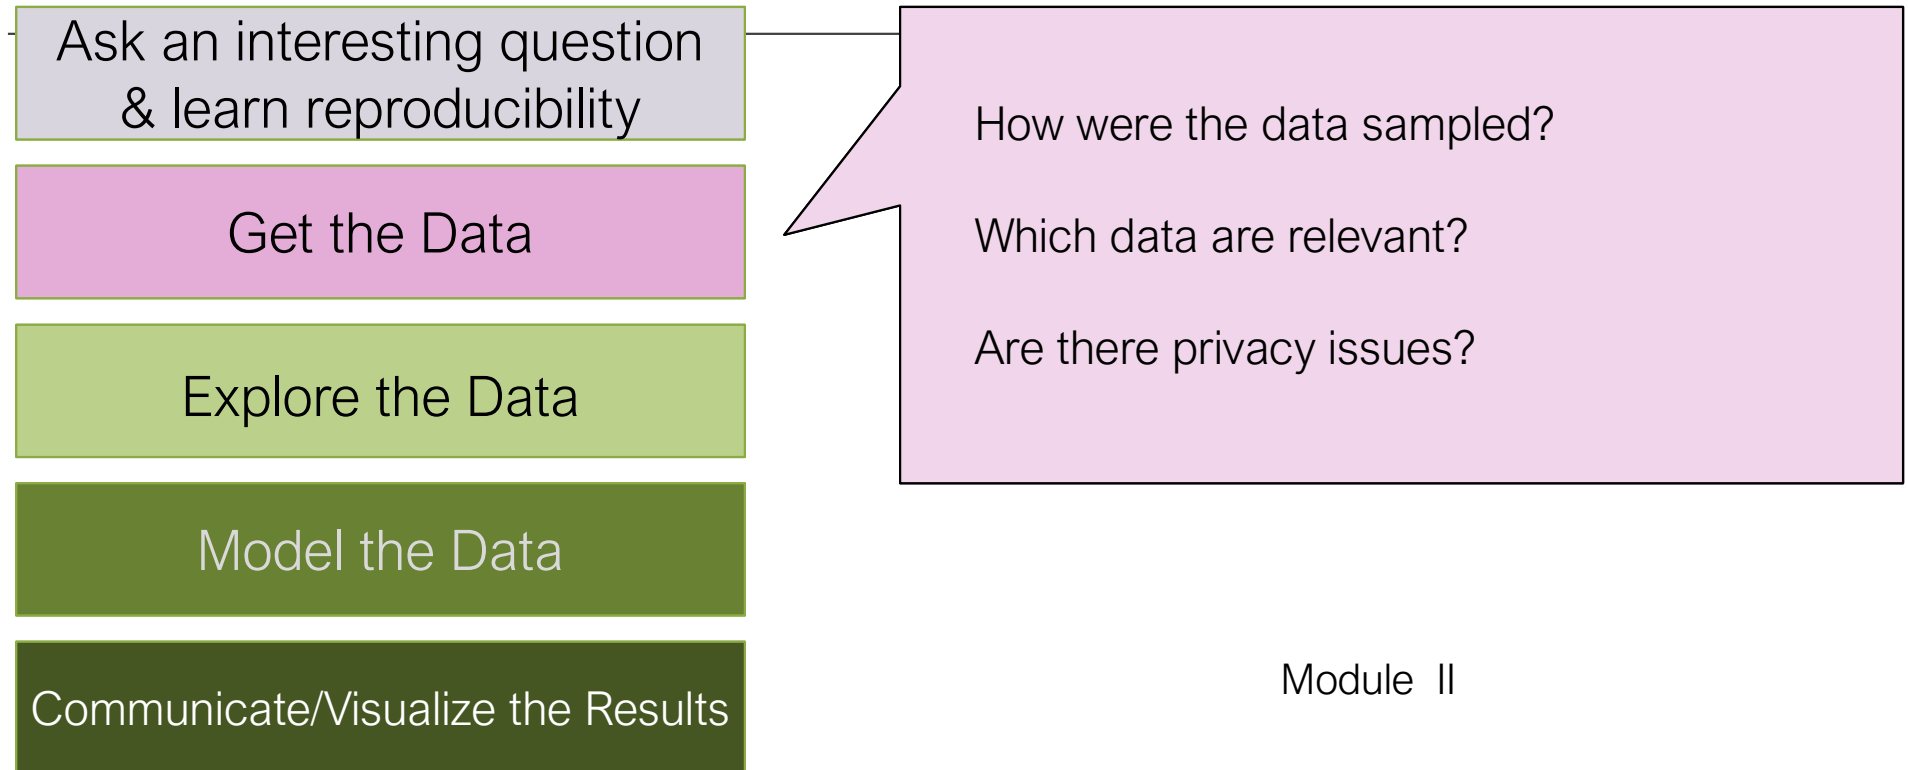 Ask an interesting question
& learn reproducibility
Get the Data
Explore the Data
Model the Data
Communicate/Visualize the Results
How were the data sampled?
Which data are relevant?
Are there privacy issues?
Module II